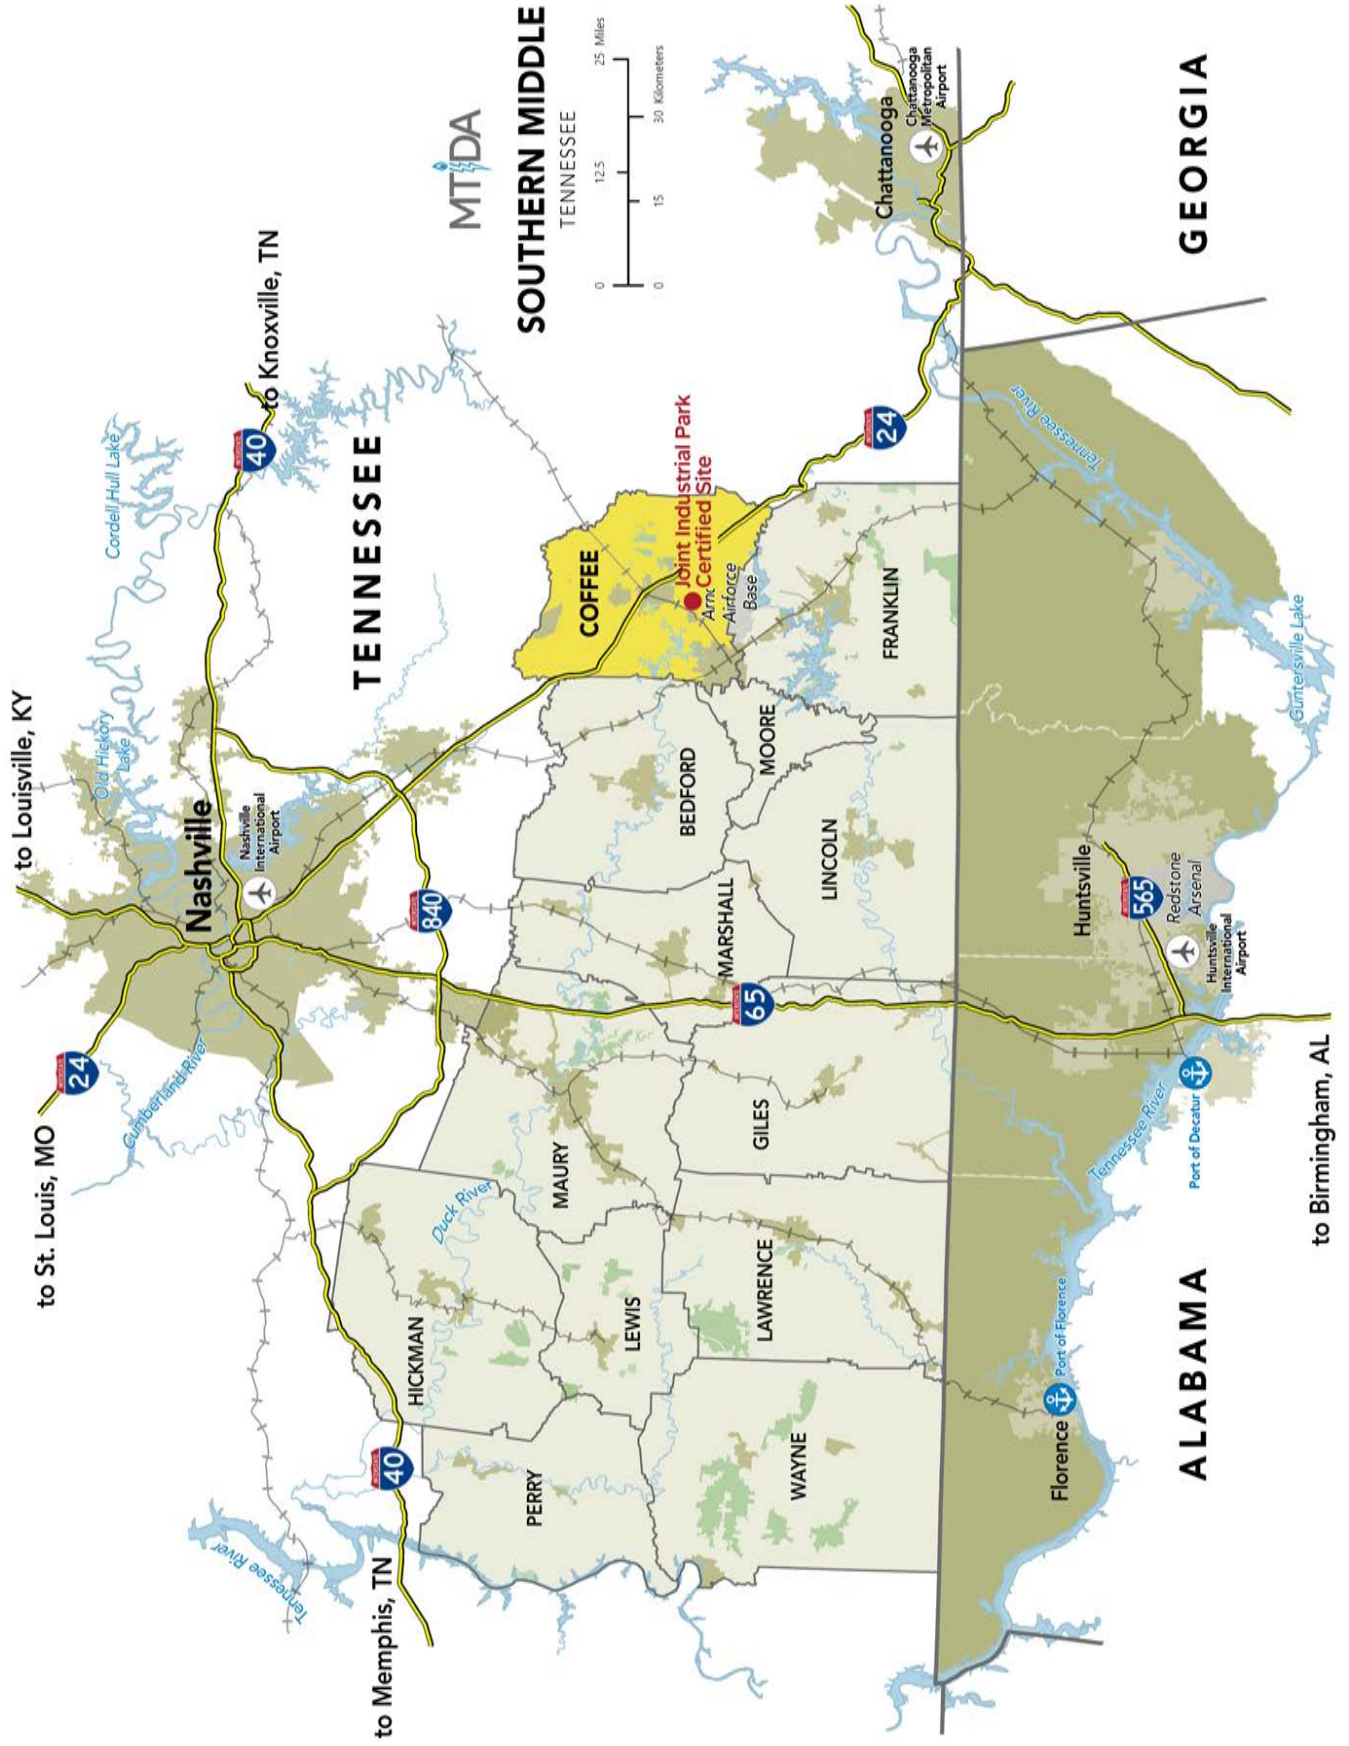 to St. Louis, MO
to Louisville, KY
24
Cumberland River
Old Hickory
Lake
Cordell Hull Lake
40
to Knoxville, TN
Nashville
Nashville
International
Airport
TENNESSEE
840
MTIDA
SOUTHERN MIDDLE
TENNESSEE
0
12.5
25 Miles
0
15
30 Kilometers
Tennessee River
to Memphis, TN
40
HICKMAN
Duck River
PERRY
MAURY
LEWIS
COFFEE
Joint Industrial Park
Certified Site
Arno
Airforce
Base
BEDFORD
MOORE
MARSHALL
65
GILES
LAWRENCE
WAYNE
LINCOLN
FRANKLIN
24
Chattanooga
Chattanooga
Metropolitan
Airport
Tennessee River
GEORGIA
Huntsville
565
Redstone
Arsenal
Huntsville
International
Airport
Guntersville Lake
Tennessee River
Port of Decatur
Port of Florence
Florence
ALABAMA
to Birmingham, AL